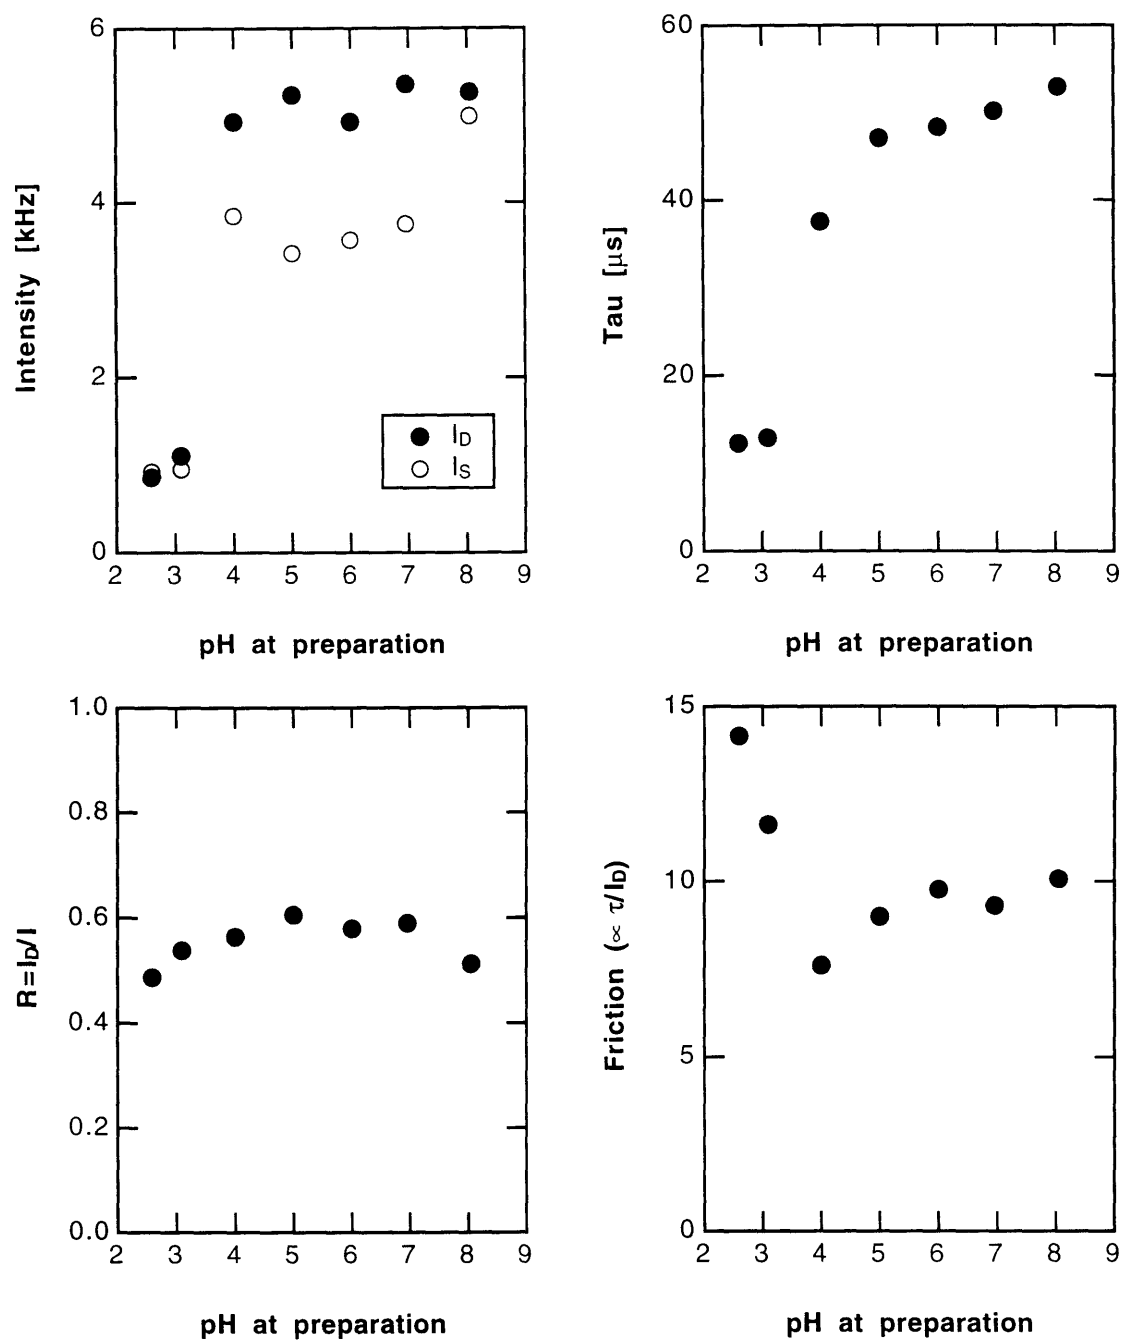 6
4
2
0
Intensity [kHz]
I_D
I_S
2 3 4 5 6 7 8 9
pH at preparation
60
40
20
0
Tau [μs]
2 3 4 5 6 7 8 9
pH at preparation
1.0
0.8
0.6
0.4
0.2
0.0
R=I_D/I
2 3 4 5 6 7 8 9
pH at preparation
15
10
5
0
Friction (∝ τ/I_D)
2 3 4 5 6 7 8 9
pH at preparation